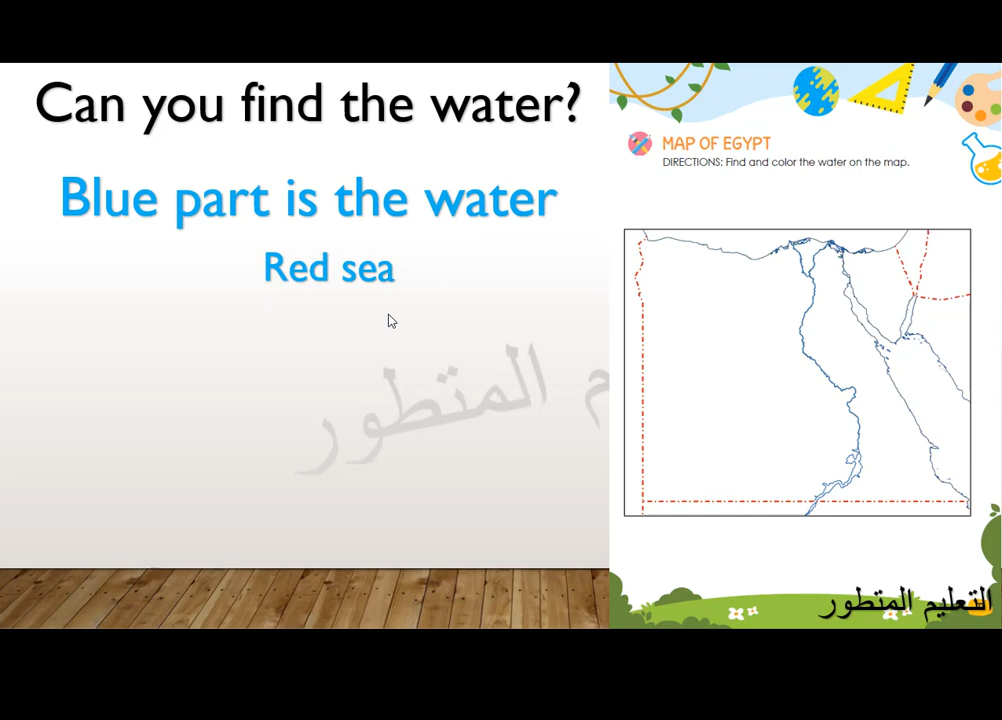 Can you find the water?
Blue part is the water
Red sea
م المتطور
MAP OF EGYPT
DIRECTIONS: Find and color the water on the map.
التعليم المتطور